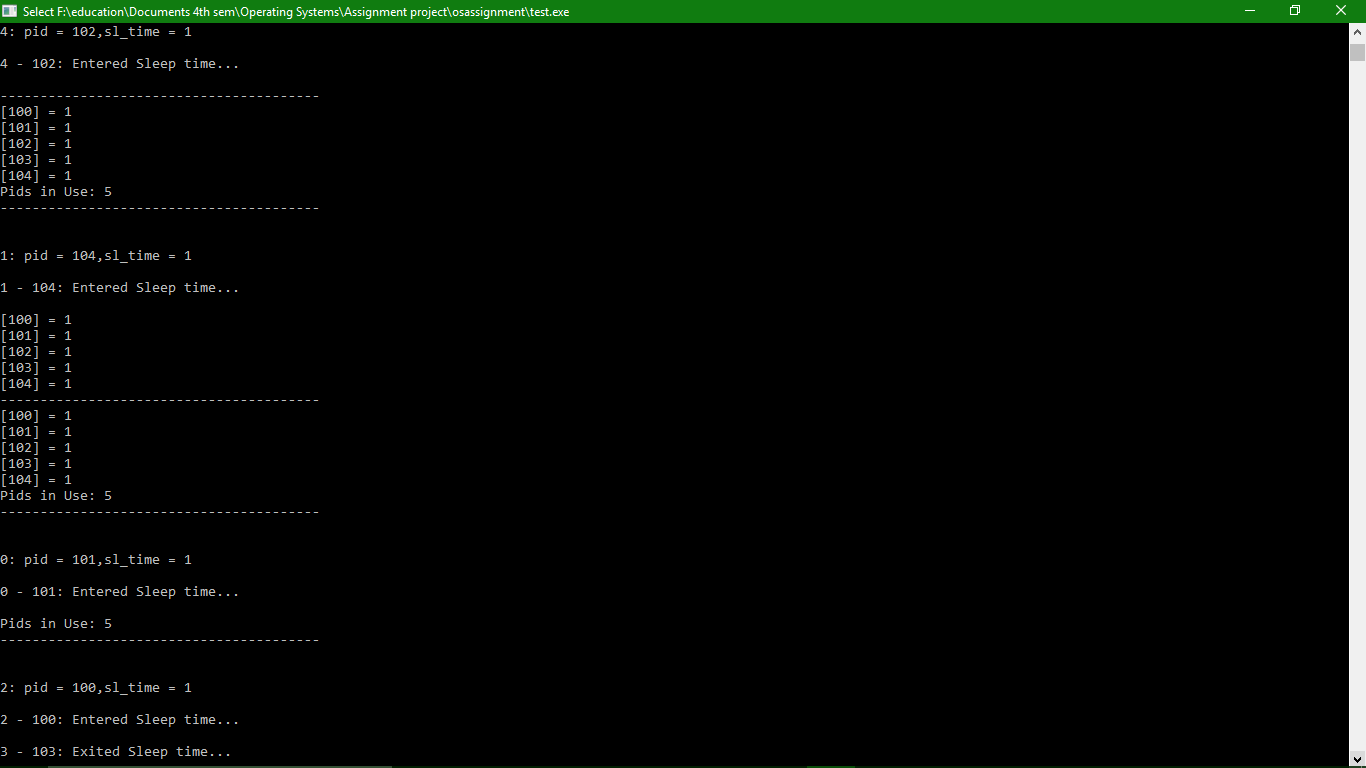 Select F:\education\Documents 4th sem\Operating Systems\Assignment project\osassignment\test.exe
4: pid = 102,sl_time = 1
4 - 102: Entered Sleep time...
----------------------------------------
[100] = 1
[101] = 1
[102] = 1
[103] = 1
[104] = 1
Pids in Use: 5
----------------------------------------
1: pid = 104,sl_time = 1
1 - 104: Entered Sleep time...
[100] = 1
[101] = 1
[102] = 1
[103] = 1
[104] = 1
----------------------------------------
[100] = 1
[101] = 1
[102] = 1
[103] = 1
[104] = 1
Pids in Use: 5
----------------------------------------
0: pid = 101,sl_time = 1
0 - 101: Entered Sleep time...
Pids in Use: 5
----------------------------------------
2: pid = 100,sl_time = 1
2 - 100: Entered Sleep time...
3 - 103: Exited Sleep time...